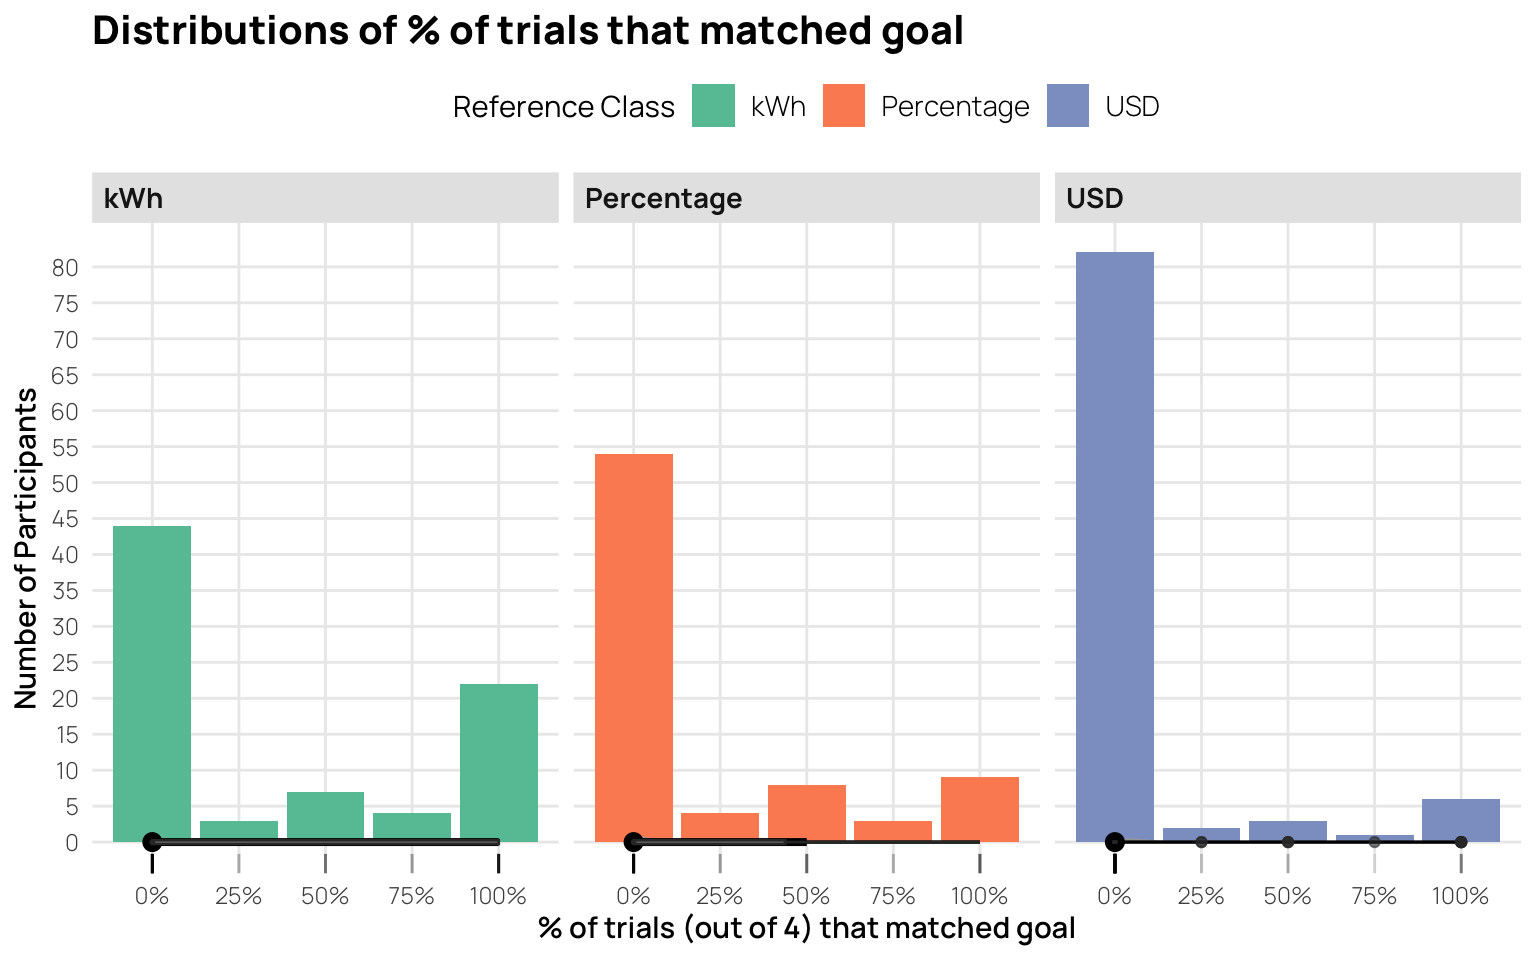 Distributions of % of trials that matched goal
Reference Class kWh Percentage USD
kWh Percentage USD
80
75
70
65
60
55
50
45
40
35
30
25
20
15
10
5
0
Number of Participants
0% 25% 50% 75% 100% 0% 25% 50% 75% 100% 0% 25% 50% 75% 100%
% of trials (out of 4) that matched goal